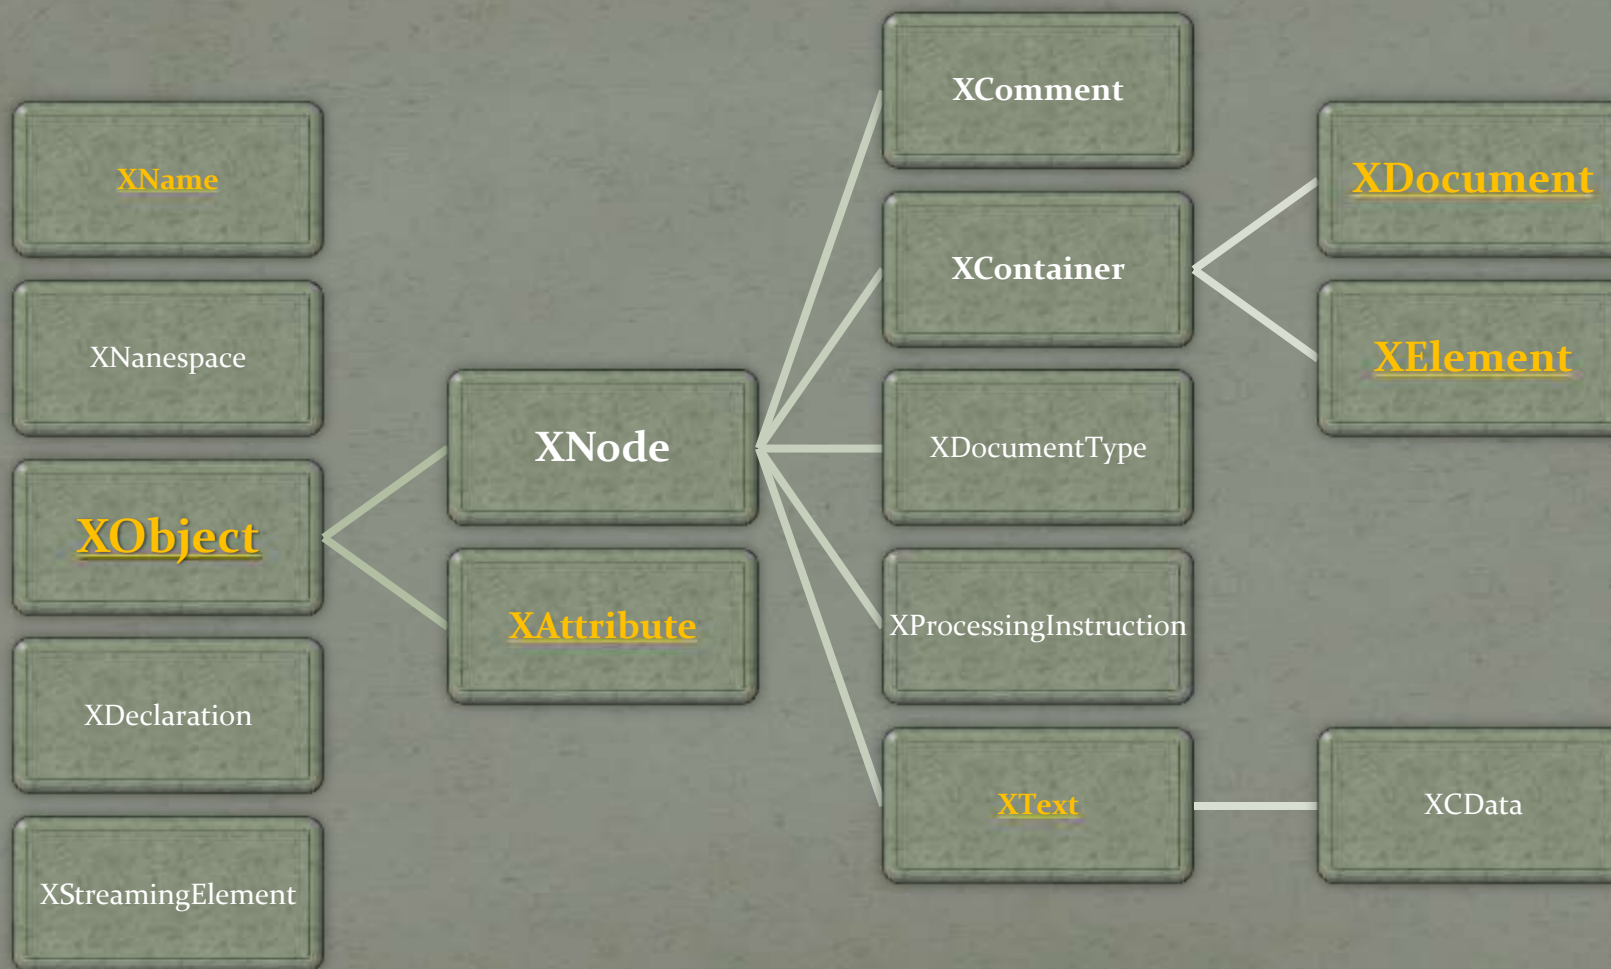 XName
XNanespace
XObject
XDeclaration
XStreamingElement
XNode
XAttribute
XComment
XContainer
XDocumentType
XProcessingInstruction
XText
XDocument
XElement
XCData